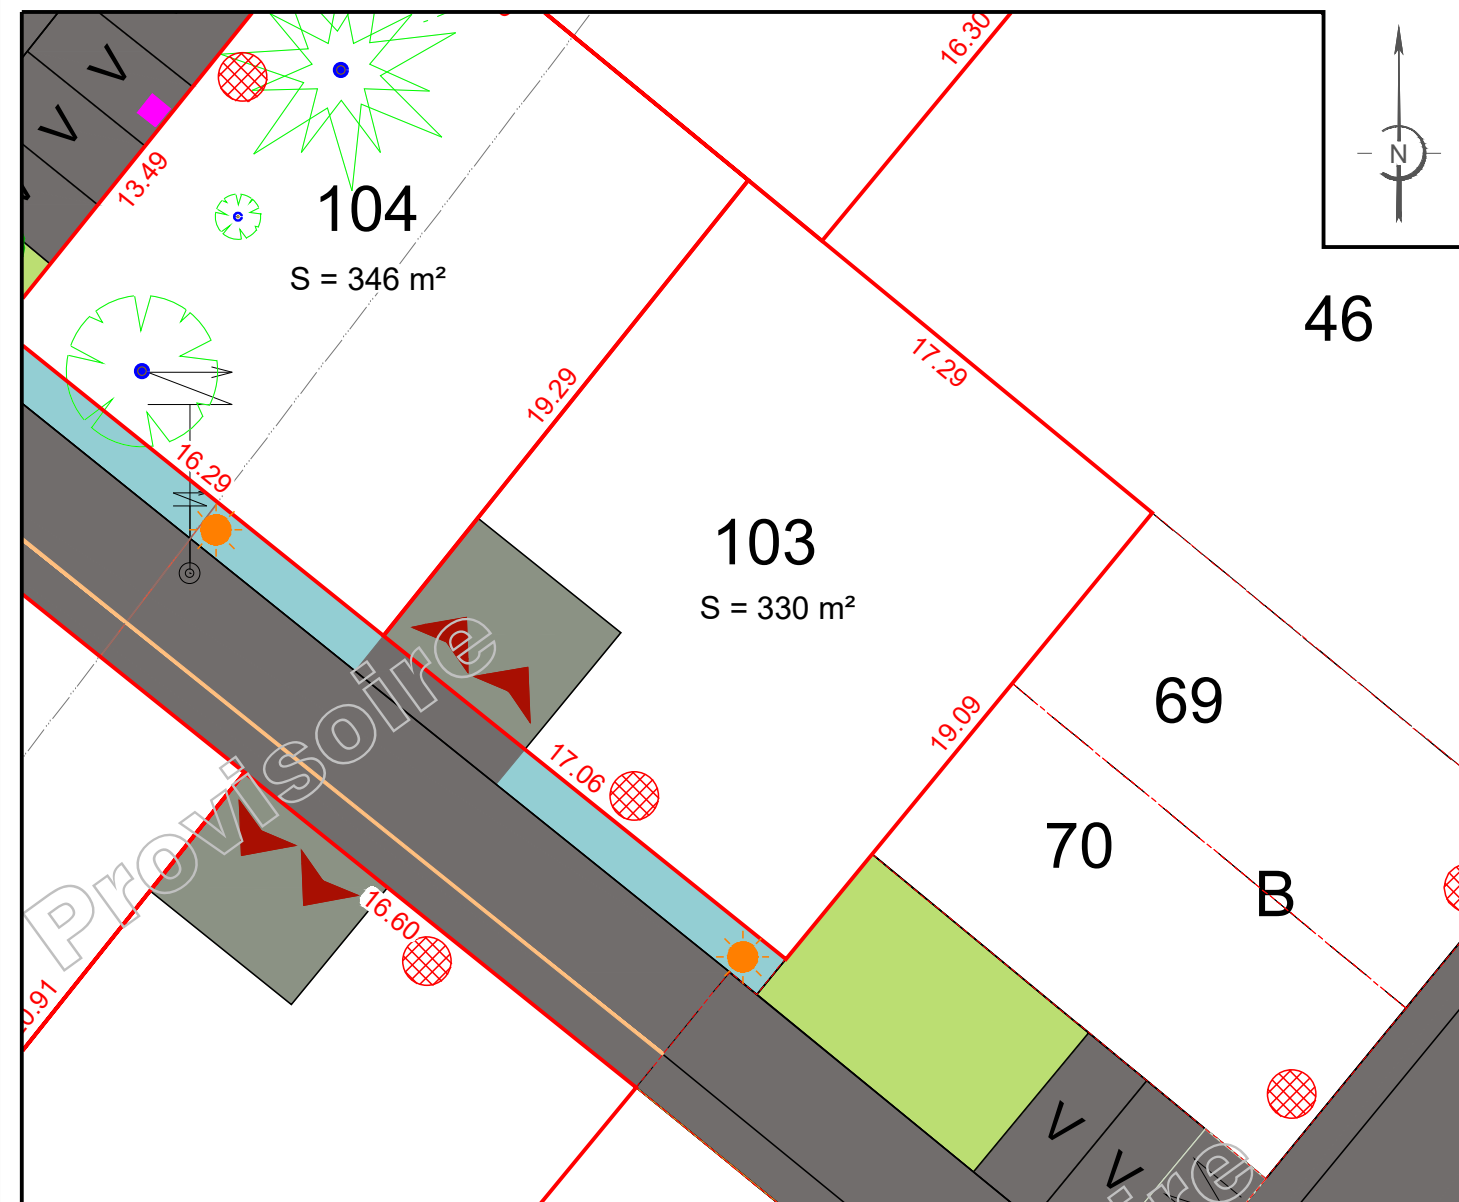 V
16.30
V
N
13.49
104
S = 346 m²
46
17.29
19.29
16.29
103
S = 330 m²
69
19.09
17.06
70
B
16.60
Provisoire
V
V